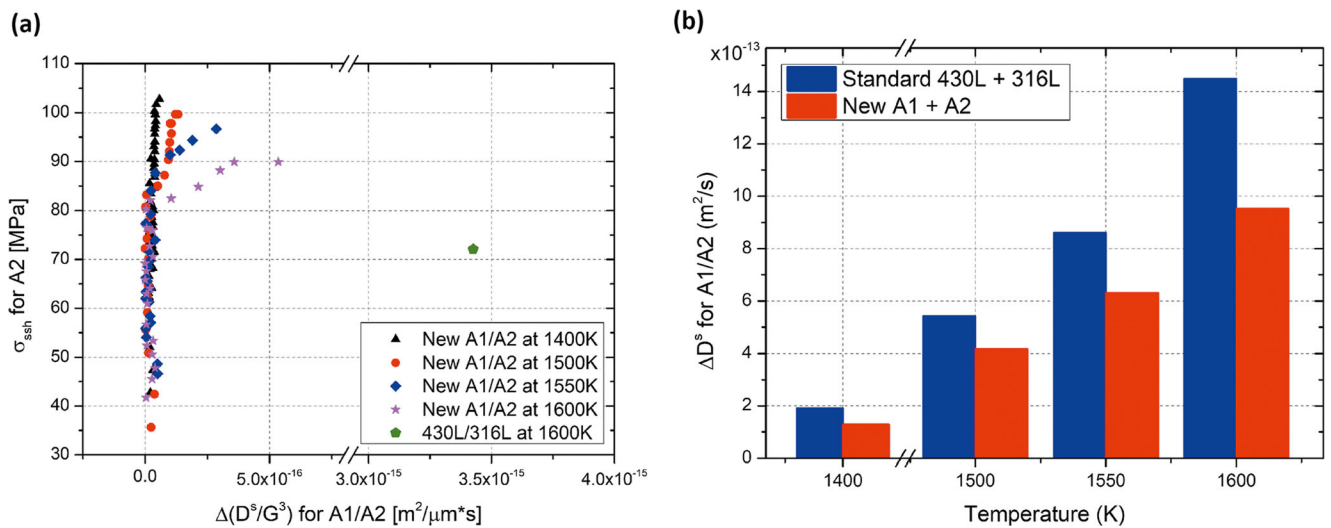 (a)
110
100
90
80
70
60
50
40
30
σssh for A2 [MPa]
New A1/A2 at 1400K
New A1/A2 at 1500K
New A1/A2 at 1550K
New A1/A2 at 1600K
430L/316L at 1600K
0.0 5.0x10⁻¹⁶ 3.0x10⁻¹⁵ 3.5x10⁻¹⁵ 4.0x10⁻¹⁵
Δ(Dˢ/G³) for A1/A2 [m²/μm*s]
(b)
x10⁻¹³
14
12
10
8
6
4
2
0
ΔDˢ for A1/A2 (m²/s)
Standard 430L + 316L
New A1 + A2
1400 1500 1550 1600
Temperature (K)